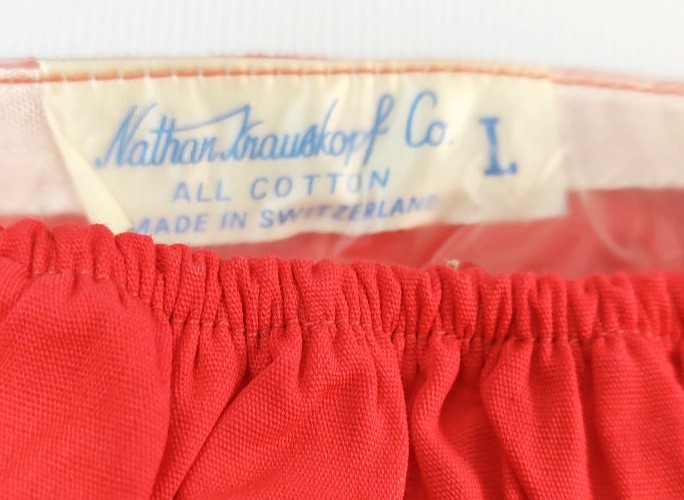 Nathan Krauskopf Co. L
ALL COTTON
MADE IN SWITZERLAND